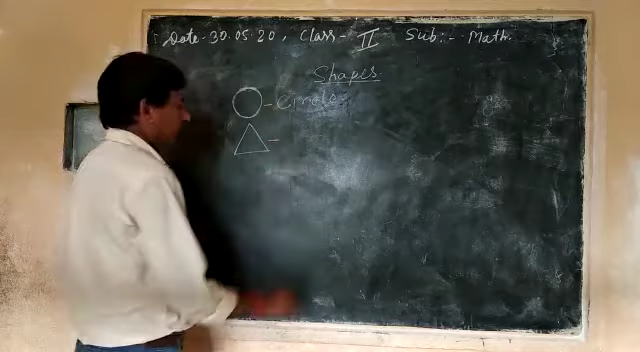 Date - 30.05.20, Class - II Sub:- Math.
Shapes.
- Circle
-